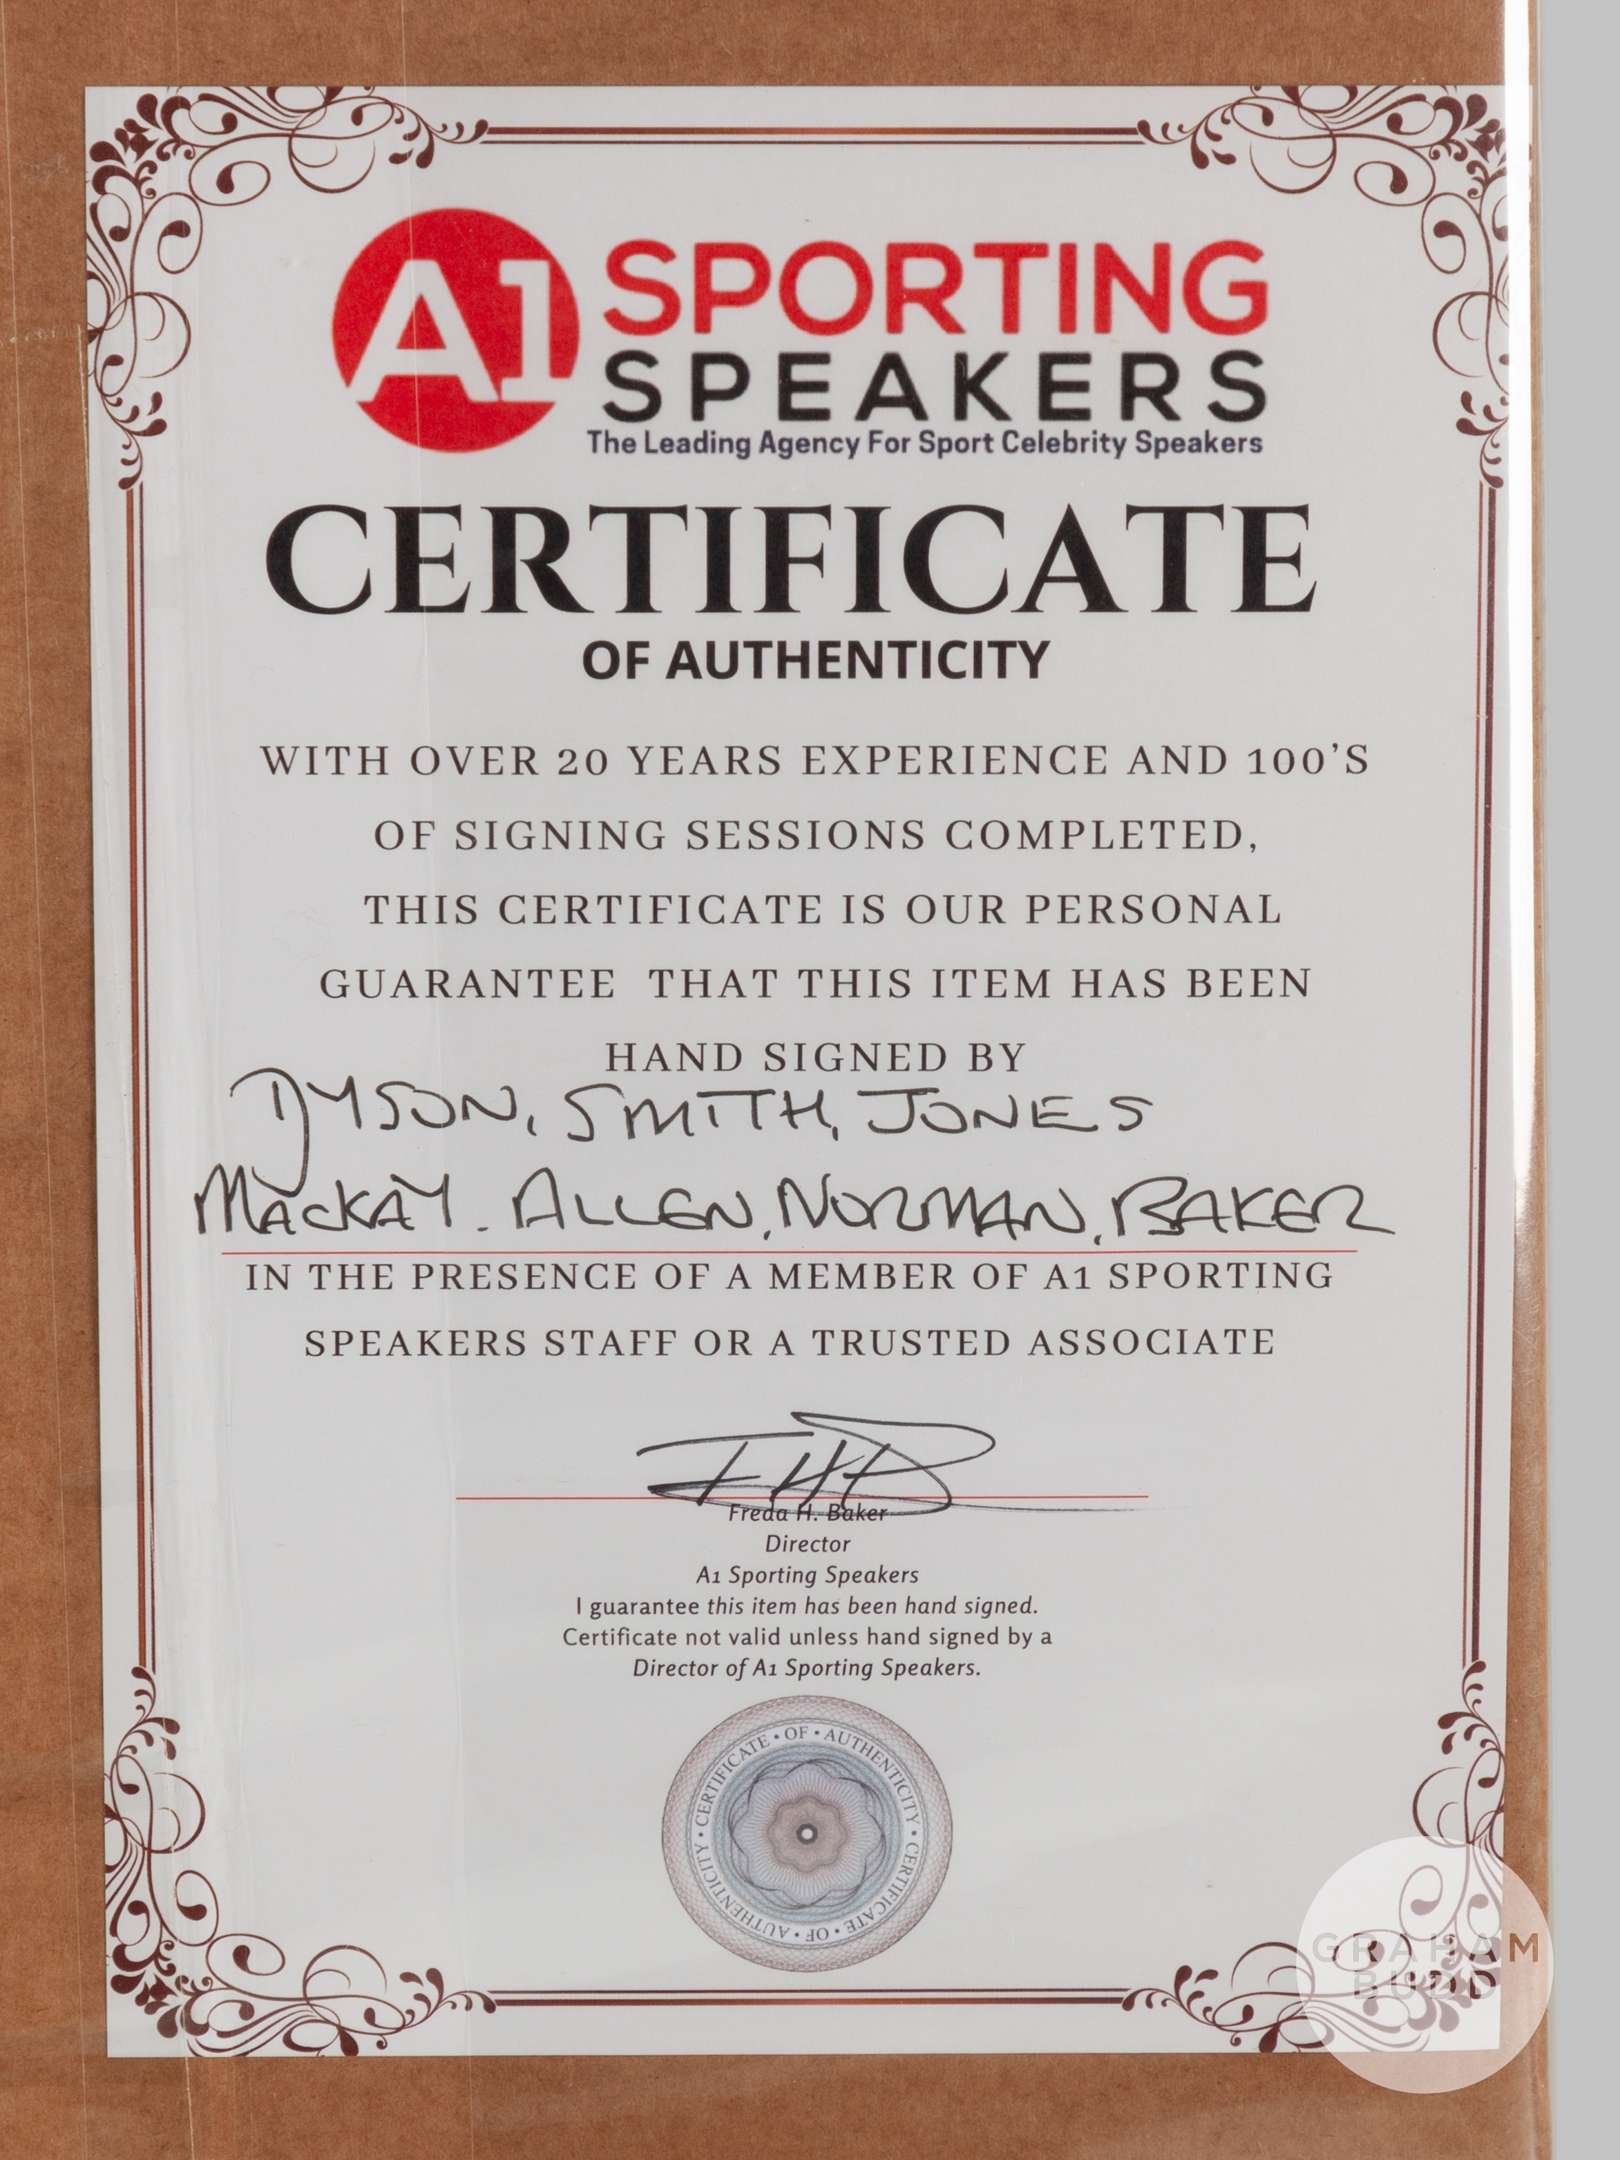 A1 SPORTING
SPEAKERS
The Leading Agency For Sport Celebrity Speakers
CERTIFICATE
OF AUTHENTICITY
WITH OVER 20 YEARS EXPERIENCE AND 100'S
OF SIGNING SESSIONS COMPLETED,
THIS CERTIFICATE IS OUR PERSONAL
GUARANTEE THAT THIS ITEM HAS BEEN
HAND SIGNED BY
DYSON, SMITH, JONES
MACKAY. ALLEN, NORMAN, BAKER
IN THE PRESENCE OF A MEMBER OF A1 SPORTING
SPEAKERS STAFF OR A TRUSTED ASSOCIATE
Freda H. Baker
Director
A1 Sporting Speakers
I guarantee this item has been hand signed.
Certificate not valid unless hand signed by a
Director of A1 Sporting Speakers.
CERTIFICATE • OF • AUTHENTICITY • CERTIFICATE • OF • AUTHENTICITY •
GRAHAM
BUDD